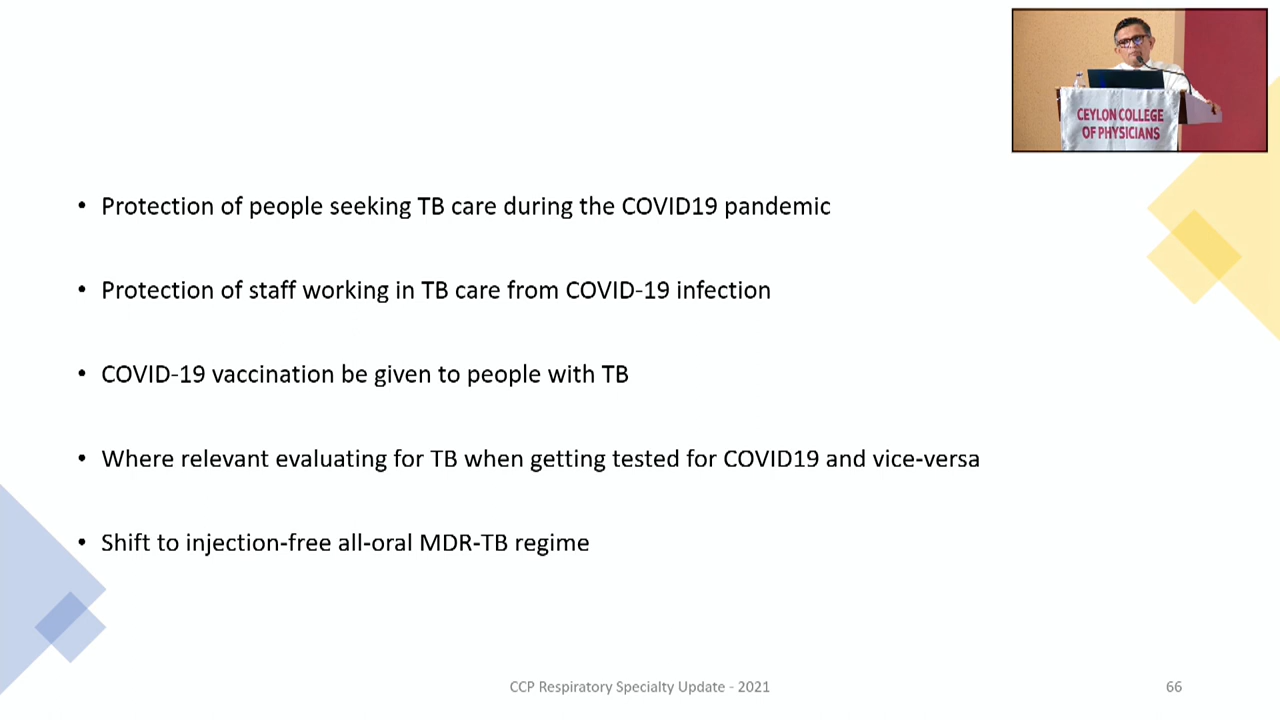 CEYLON COLLEGE
OF PHYSICIANS
• Protection of people seeking TB care during the COVID19 pandemic
• Protection of staff working in TB care from COVID-19 infection
• COVID-19 vaccination be given to people with TB
• Where relevant evaluating for TB when getting tested for COVID19 and vice-versa
• Shift to injection-free all-oral MDR-TB regime
CCP Respiratory Specialty Update - 2021
66